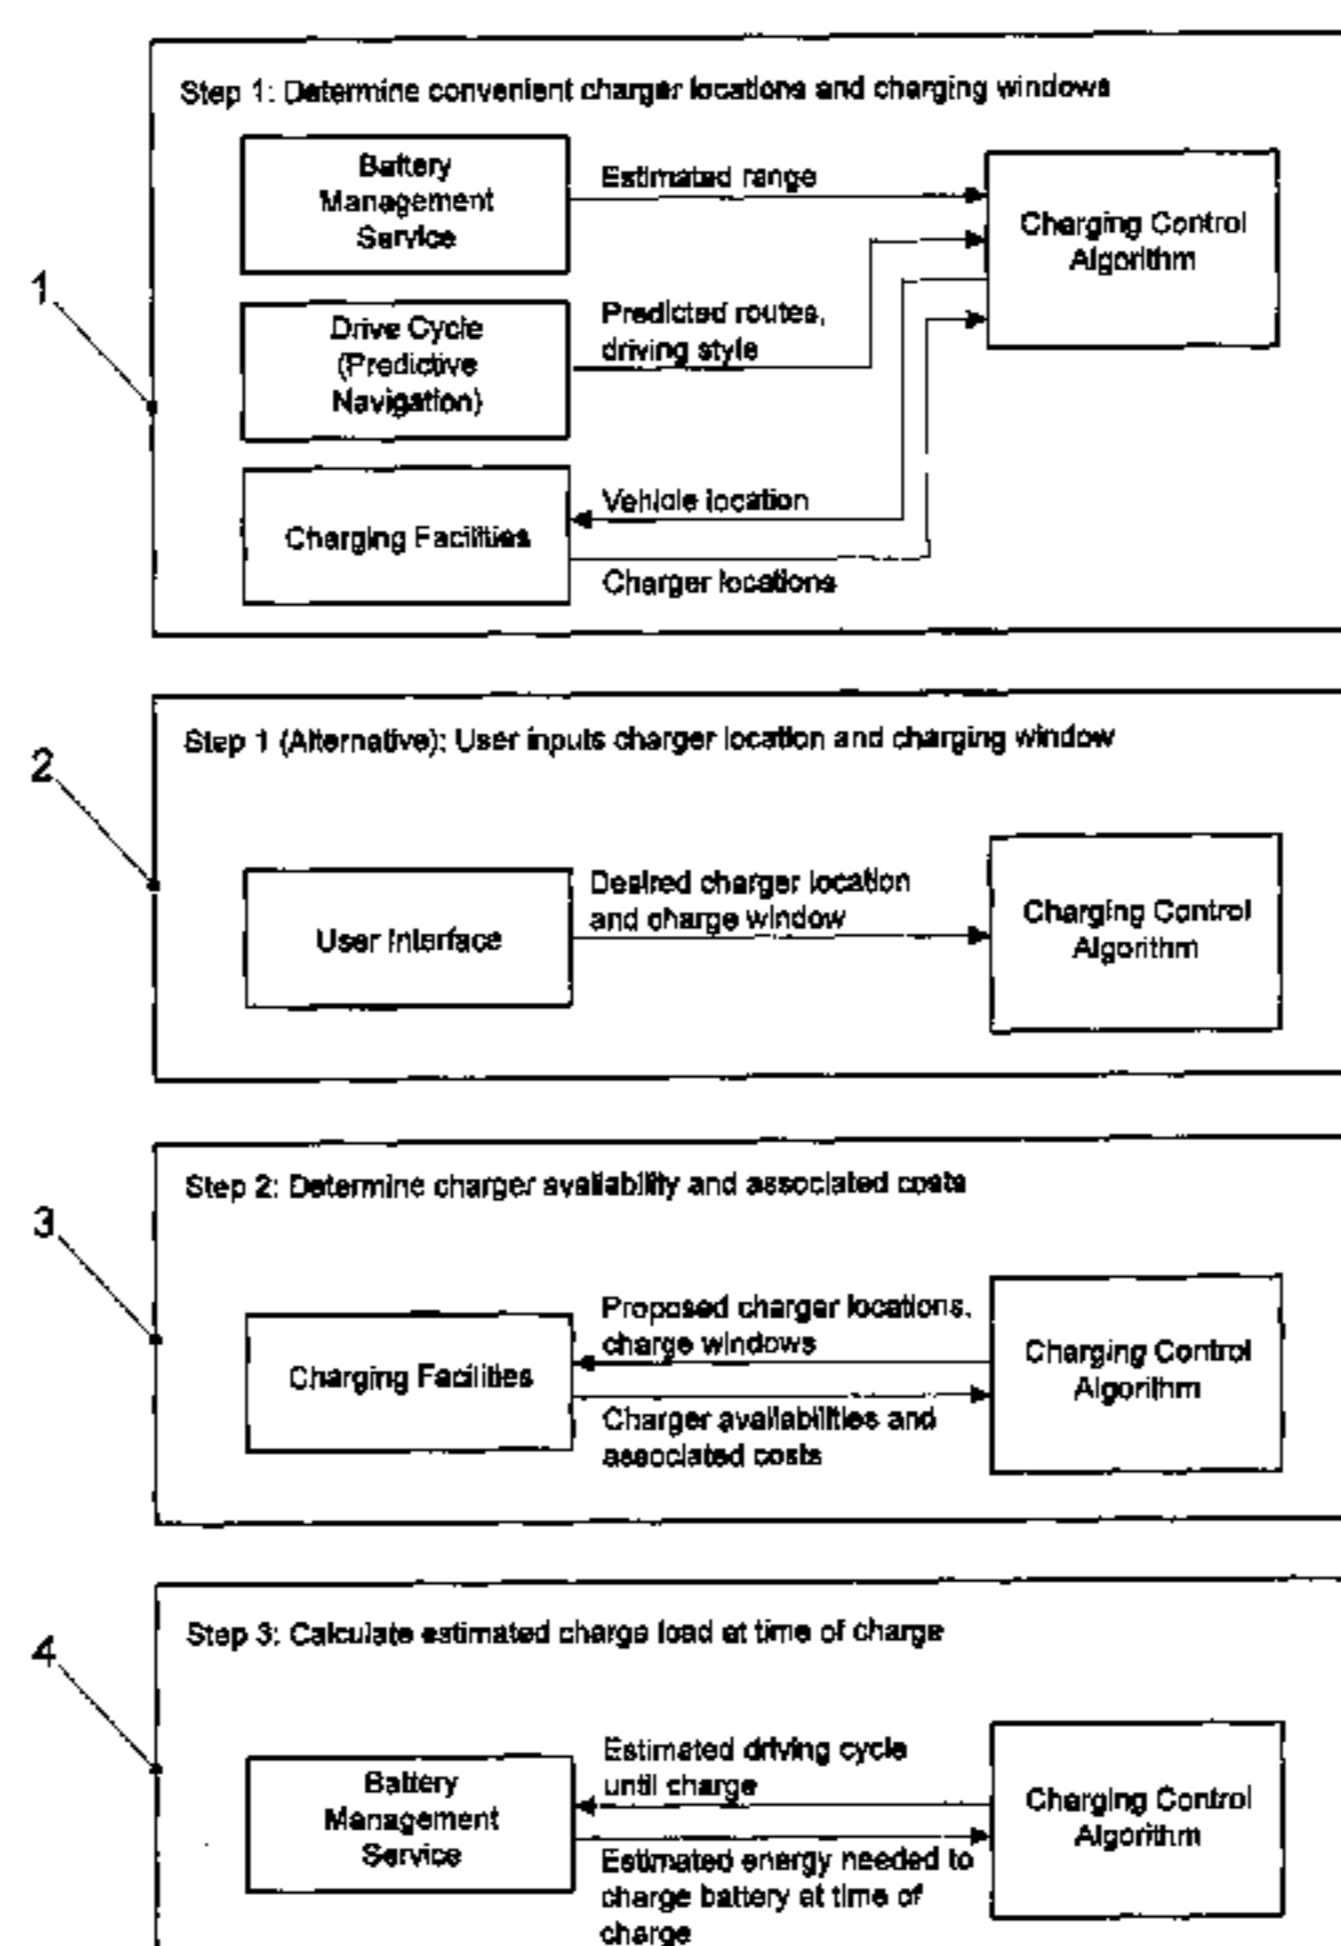 Step 1: Determine convenient charger locations and charging windows
Battery
Management
Service
Estimated range
Charging Control
Algorithm
1
Drive Cycle
(Predictive
Navigation)
Predicted routes,
driving style
Charging Facilities
Vehicle location
Charger locations
Step 1 (Alternative): User inputs charger location and charging window
2
User Interface
Desired charger location
and charge window
Charging Control
Algorithm
Step 2: Determine charger availability and associated costs
3
Charging Facilities
Proposed charger locations,
charge windows
Charger availabilities and
associated costs
Charging Control
Algorithm
Step 3: Calculate estimated charge load at time of charge
4
Battery
Management
Service
Estimated driving cycle
until charge
Estimated energy needed to
charge battery at time of
charge
Charging Control
Algorithm